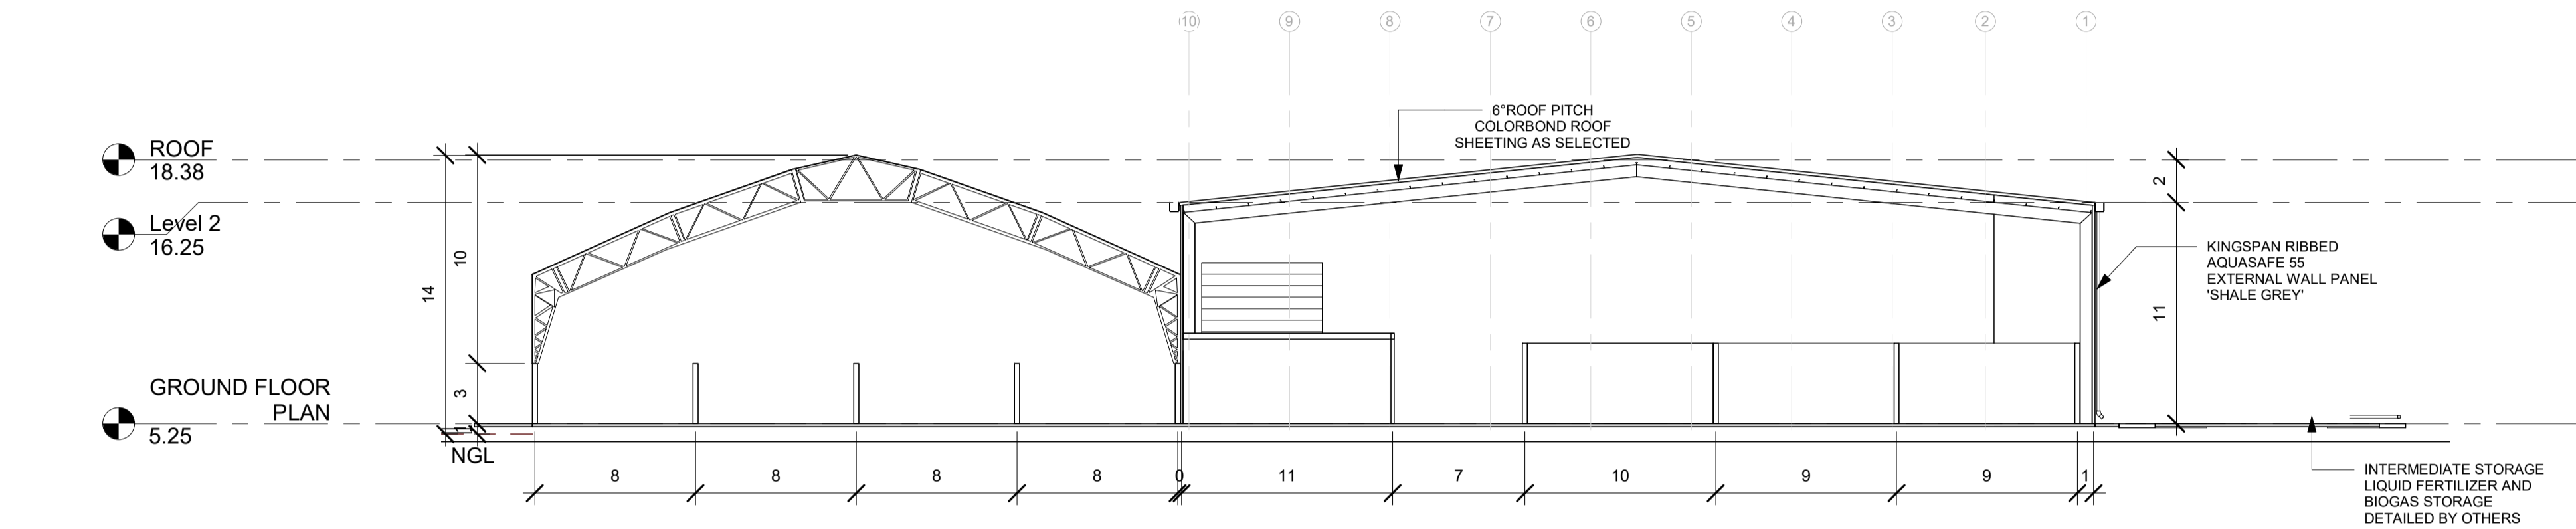 10 9 8 7 6 5 4 3 2 1
6°ROOF PITCH
COLORBOND ROOF
SHEETING AS SELECTED
ROOF
18.38
Level 2
16.25
GROUND FLOOR
PLAN
5.25
14
10
3
1
NGL
2
11
KINGSPAN RIBBED
AQUASAFE 55
EXTERNAL WALL PANEL
'SHALE GREY'
8 8 8 8 0 11 7 10 9 9 1
INTERMEDIATE STORAGE
LIQUID FERTILIZER AND
BIOGAS STORAGE
DETAILED BY OTHERS